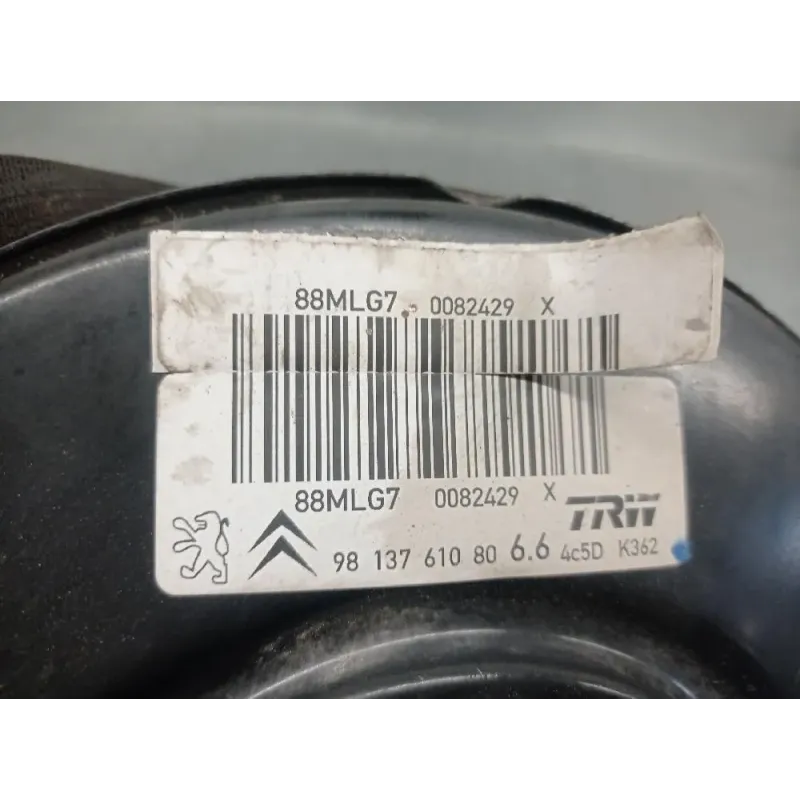 88MLG7 0082429 X
88MLG7 0082429 X
TRW
98 137 610 80 6.6 4c5D K362